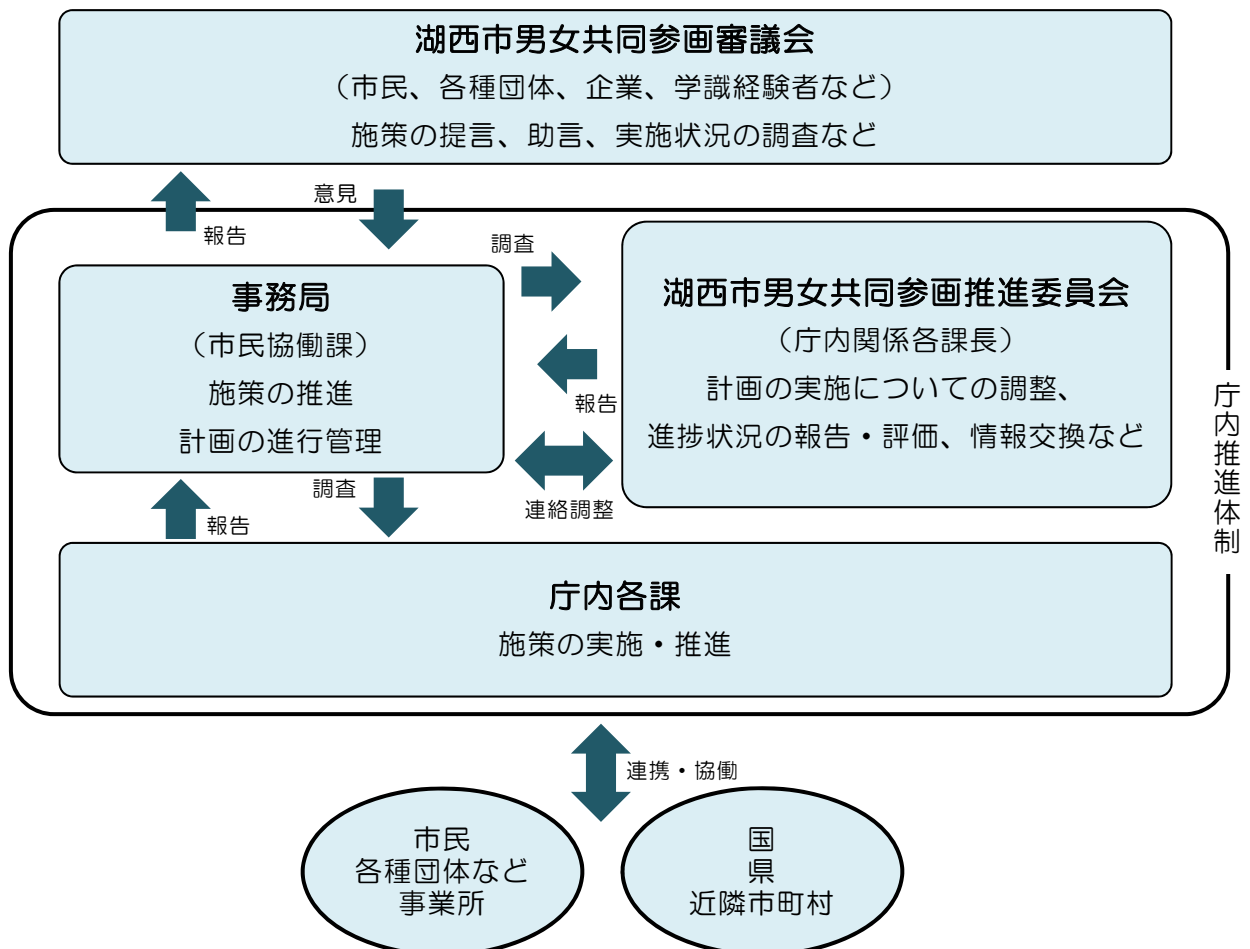 湖西市男女共同参画審議会
（市民、各種団体、企業、学識経験者など）
施策の提言、助言、実施状況の調査など
報告
意見
事務局
（市民協働課）
施策の推進
計画の進行管理
調査
報告
連絡調整
湖西市男女共同参画推進委員会
（庁内関係各課長）
計画の実施についての調整、
進捗状況の報告・評価、情報交換など
庁内推進体制
報告
調査
庁内各課
施策の実施・推進
連携・協働
市民
各種団体など
事業所
国
県
近隣市町村